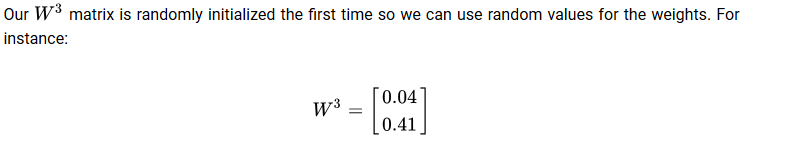 Our W³ matrix is randomly initialized the first time so we can use random values for the weights. For
instance:
W³ = [0.04
0.41]